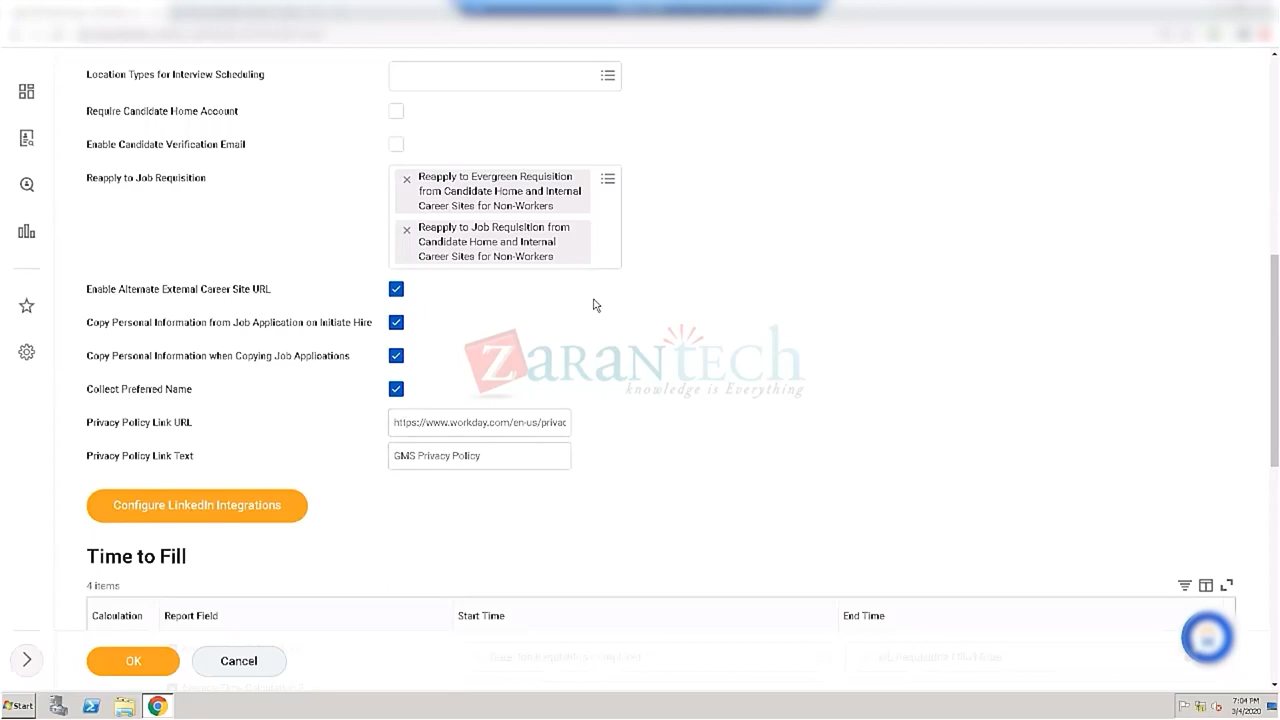 Location Types for Interview Scheduling
Require Candidate Home Account
Enable Candidate Verification Email
Reapply to Job Requisition
Reapply to Evergreen Requisition
from Candidate Home and Internal
Career Sites for Non-Workers
Reapply to Job Requisition from
Candidate Home and Internal
Career Sites for Non-Workers
Enable Alternate External Career Site URL
Copy Personal Information from Job Application on Initiate Hire
Copy Personal Information when Copying Job Applications
Collect Preferred Name
zarantech
knowledge is Everything
Privacy Policy Link URL
https://www.workday.com/en-us/privac
Privacy Policy Link Text
GMS Privacy Policy
Configure LinkedIn Integrations
Time to Fill
4 items
Calculation Report Field Start Time End Time
OK Cancel
Start
7:04 PM
3/4/2020